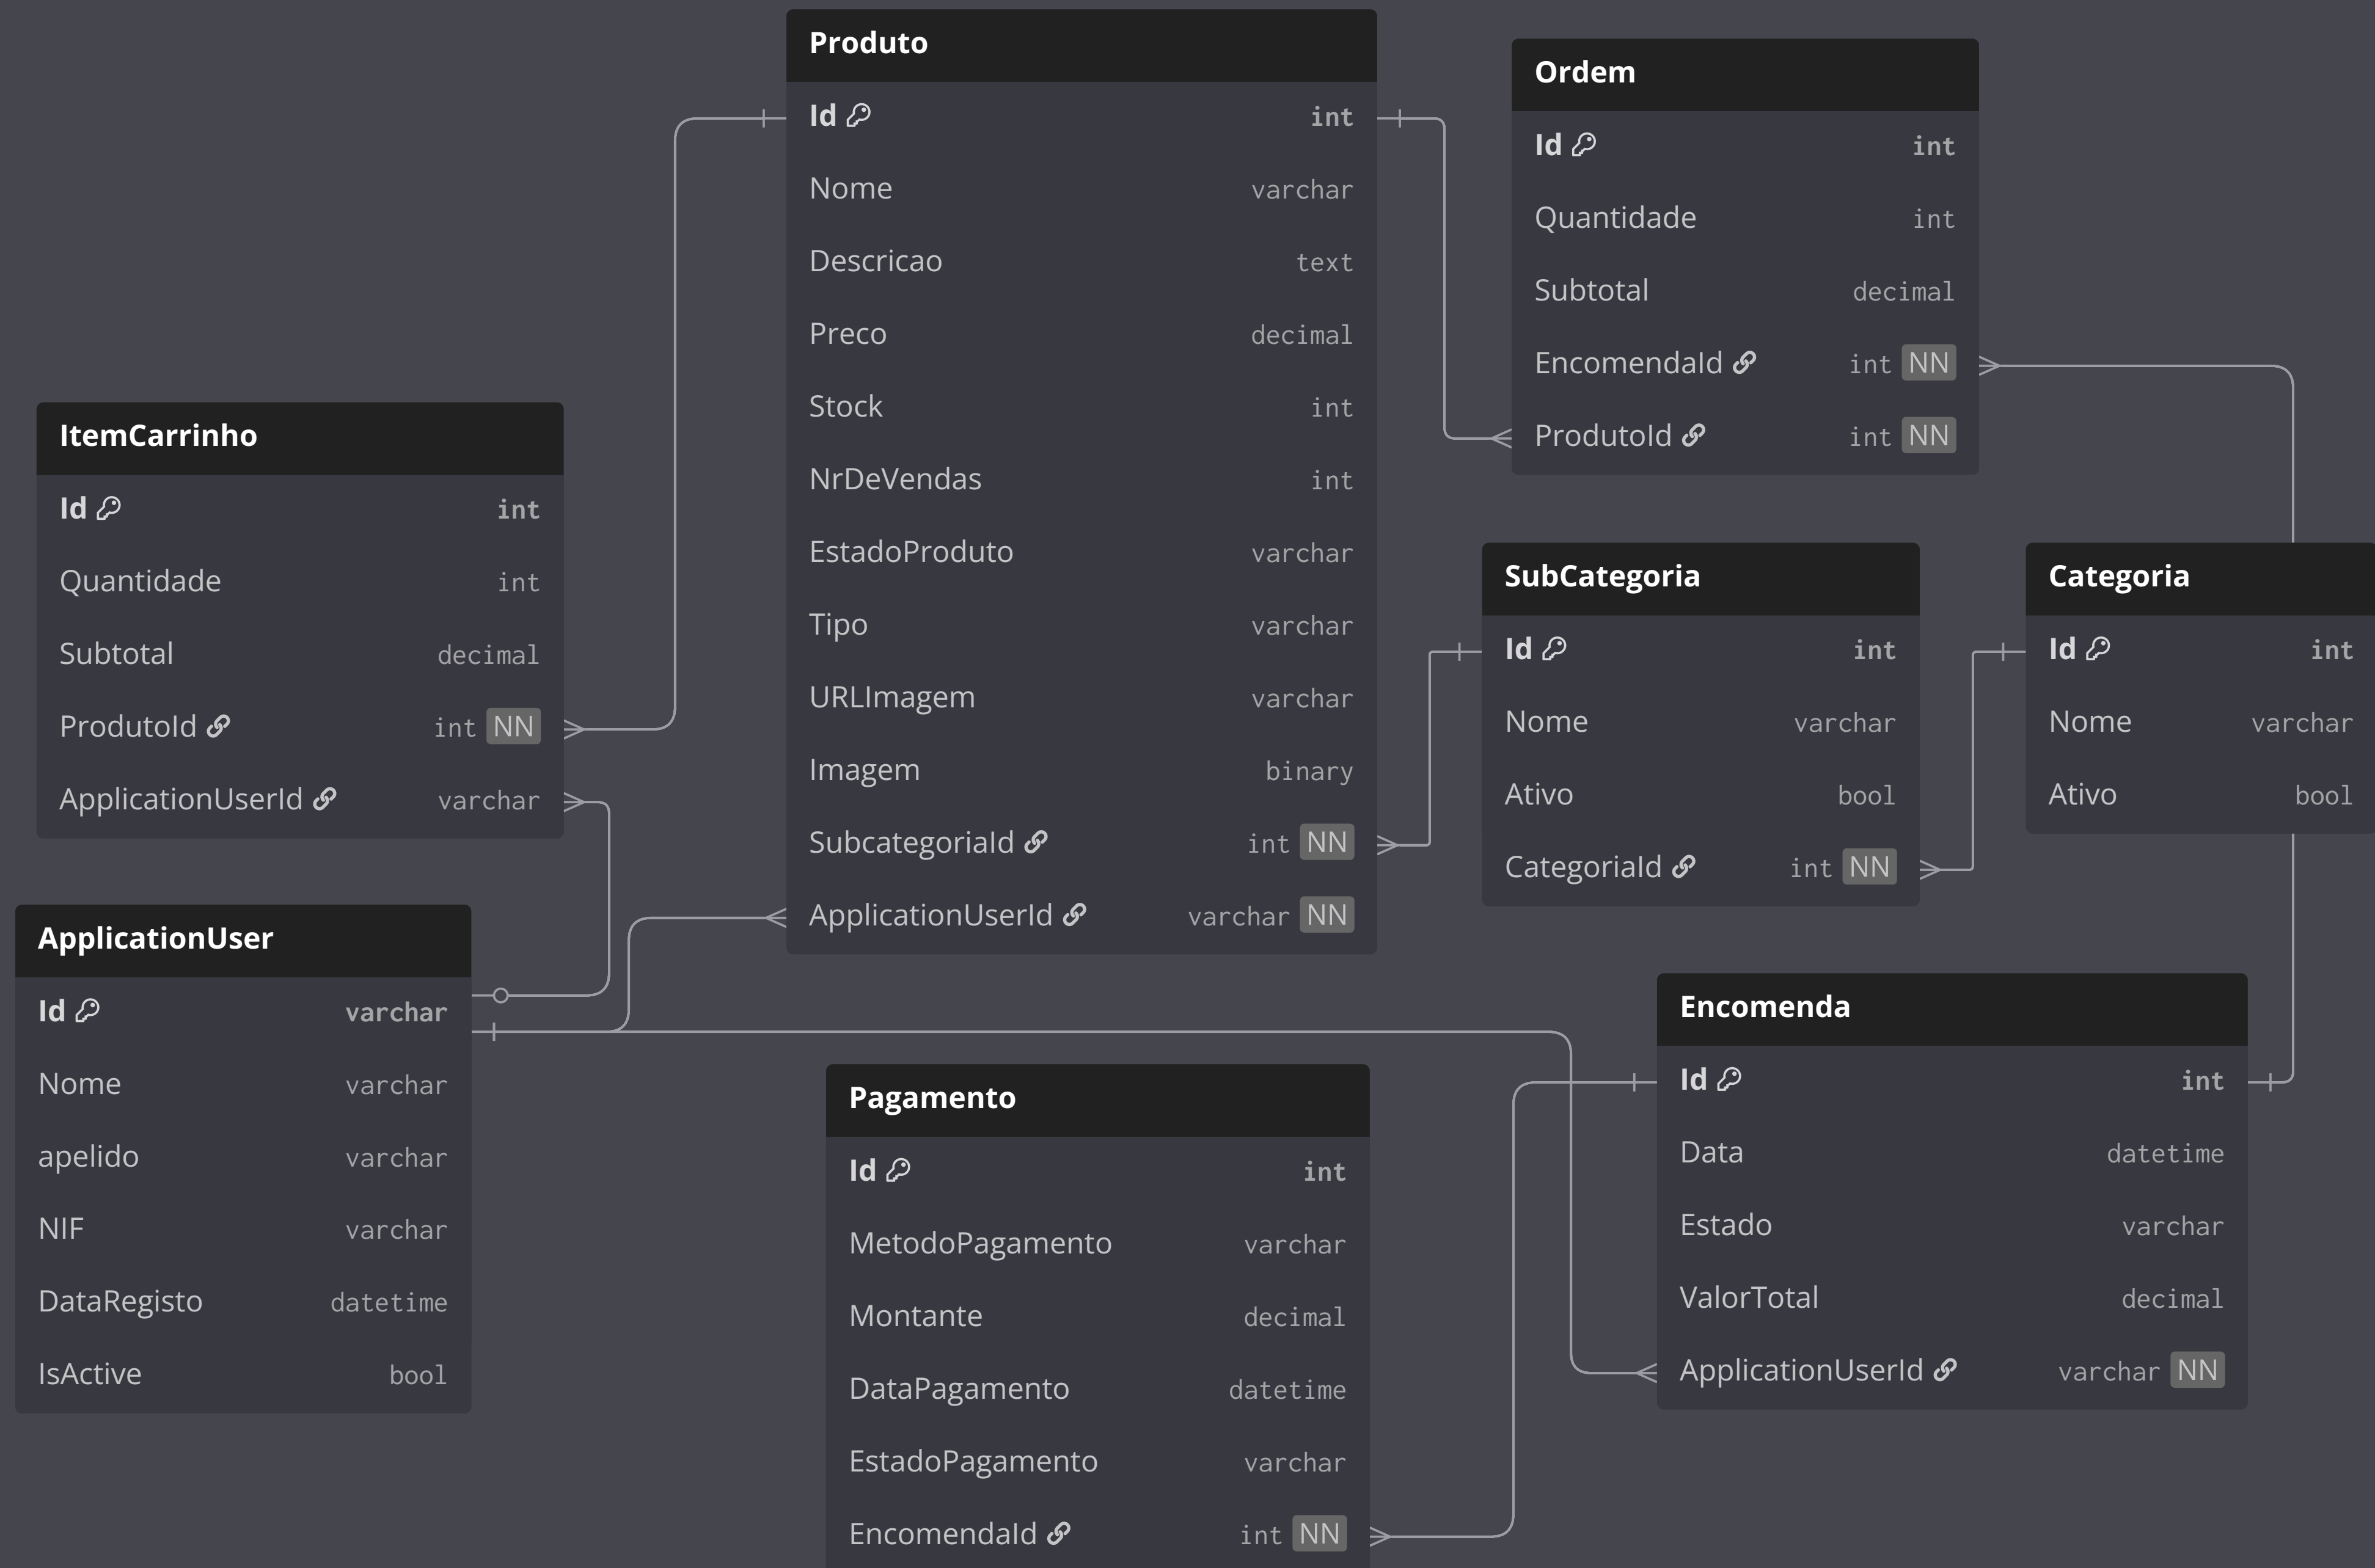 Produto
Id int
Nome varchar
Descricao text
Preco decimal
Stock int
NrDeVendas int
EstadoProduto varchar
Tipo varchar
URLImagem varchar
Imagem binary
SubcategoriaId int NN
ApplicationUserId varchar NN
Ordem
Id int
Quantidade int
Subtotal decimal
EncomendaId int NN
ProdutoId int NN
ItemCarrinho
Id int
Quantidade int
Subtotal decimal
ProdutoId int NN
ApplicationUserId varchar
SubCategoria
Id int
Nome varchar
Ativo bool
CategoriaId int NN
Categoria
Id int
Nome varchar
Ativo bool
ApplicationUser
Id varchar
Nome varchar
apelido varchar
NIF varchar
DataRegisto datetime
IsActive bool
Pagamento
Id int
MetodoPagamento varchar
Montante decimal
DataPagamento datetime
EstadoPagamento varchar
EncomendaId int NN
Encomenda
Id int
Data datetime
Estado varchar
ValorTotal decimal
ApplicationUserId varchar NN